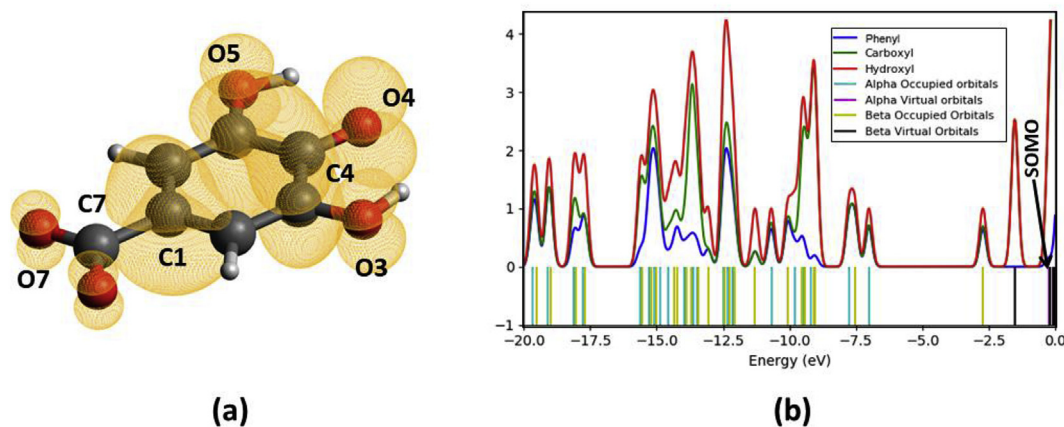 O5
O4
C7
C4
O7
C1
O3
(a)
4
3
2
1
0
−1
Phenyl
Carboxyl
Hydroxyl
Alpha Occupied orbitals
Alpha Virtual orbitals
Beta Occupied Orbitals
Beta Virtual Orbitals
SOMO
−20.0 −17.5 −15.0 −12.5 −10.0 −7.5 −5.0 −2.5 0.0
Energy (eV)
(b)